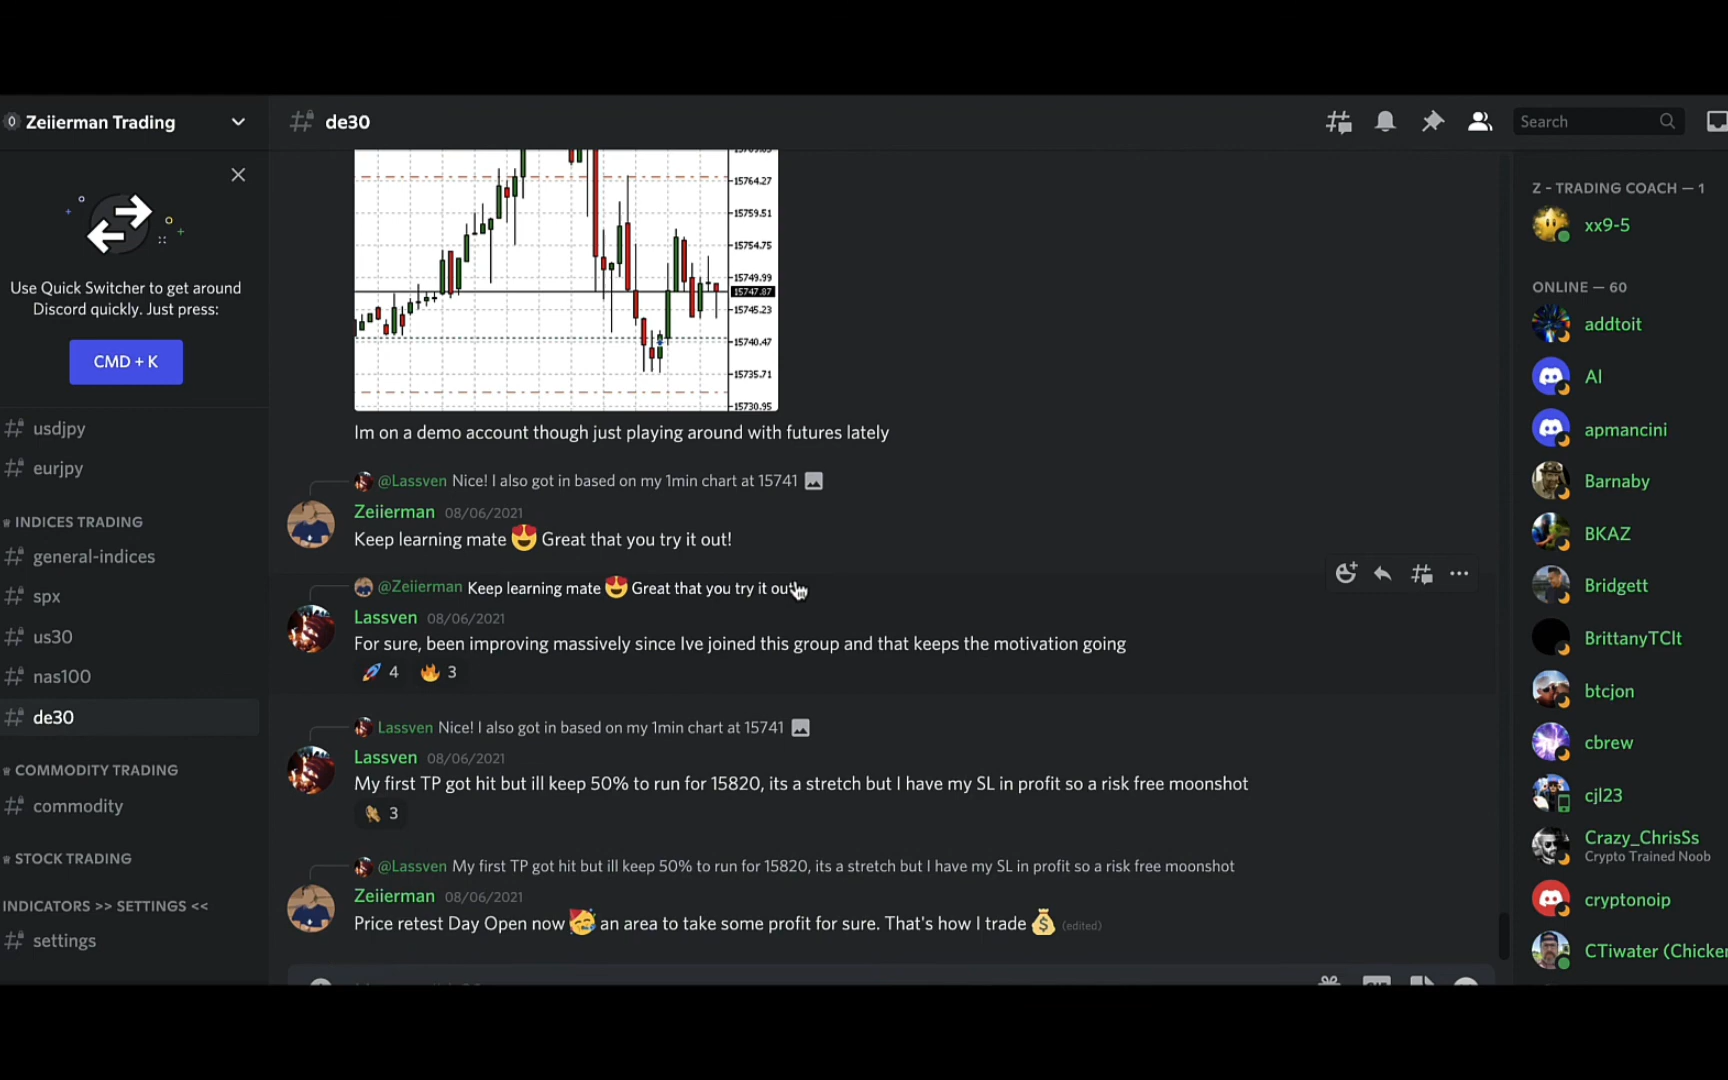 Zeiierman Trading
de30
Search
Use Quick Switcher to get around
Discord quickly. Just press:
CMD + K
usdjpy
eurjpy
INDICES TRADING
general-indices
spx
us30
nas100
de30
COMMODITY TRADING
commodity
STOCK TRADING
INDICATORS >> SETTINGS <<
settings
15764.27
15759.51
15754.75
15749.99
15747.87
15745.23
15740.47
15735.71
15730.95
Im on a demo account though just playing around with futures lately
@Lassven Nice! I also got in based on my 1min chart at 15741
Zeiierman 08/06/2021
Keep learning mate 😍 Great that you try it out!
@Zeiierman Keep learning mate 😍 Great that you try it out
Lassven 08/06/2021
For sure, been improving massively since Ive joined this group and that keeps the motivation going
🚀 4 🔥 3
Lassven Nice! I also got in based on my 1min chart at 15741
Lassven 08/06/2021
My first TP got hit but ill keep 50% to run for 15820, its a stretch but I have my SL in profit so a risk free moonshot
3
@Lassven My first TP got hit but ill keep 50% to run for 15820, its a stretch but I have my SL in profit so a risk free moonshot
Zeiierman 08/06/2021
Price retest Day Open now 🥳 an area to take some profit for sure. That's how I trade 💰 (edited)
Z - TRADING COACH — 1
xx9-5
ONLINE — 60
addtoit
apmancini
Barnaby
BKAZ
Bridgett
BrittanyTClt
btcjon
cbrew
cjl23
Crazy_ChrisSs
Crypto Trained Noob
cryptonoip
CTiwater (Chicken